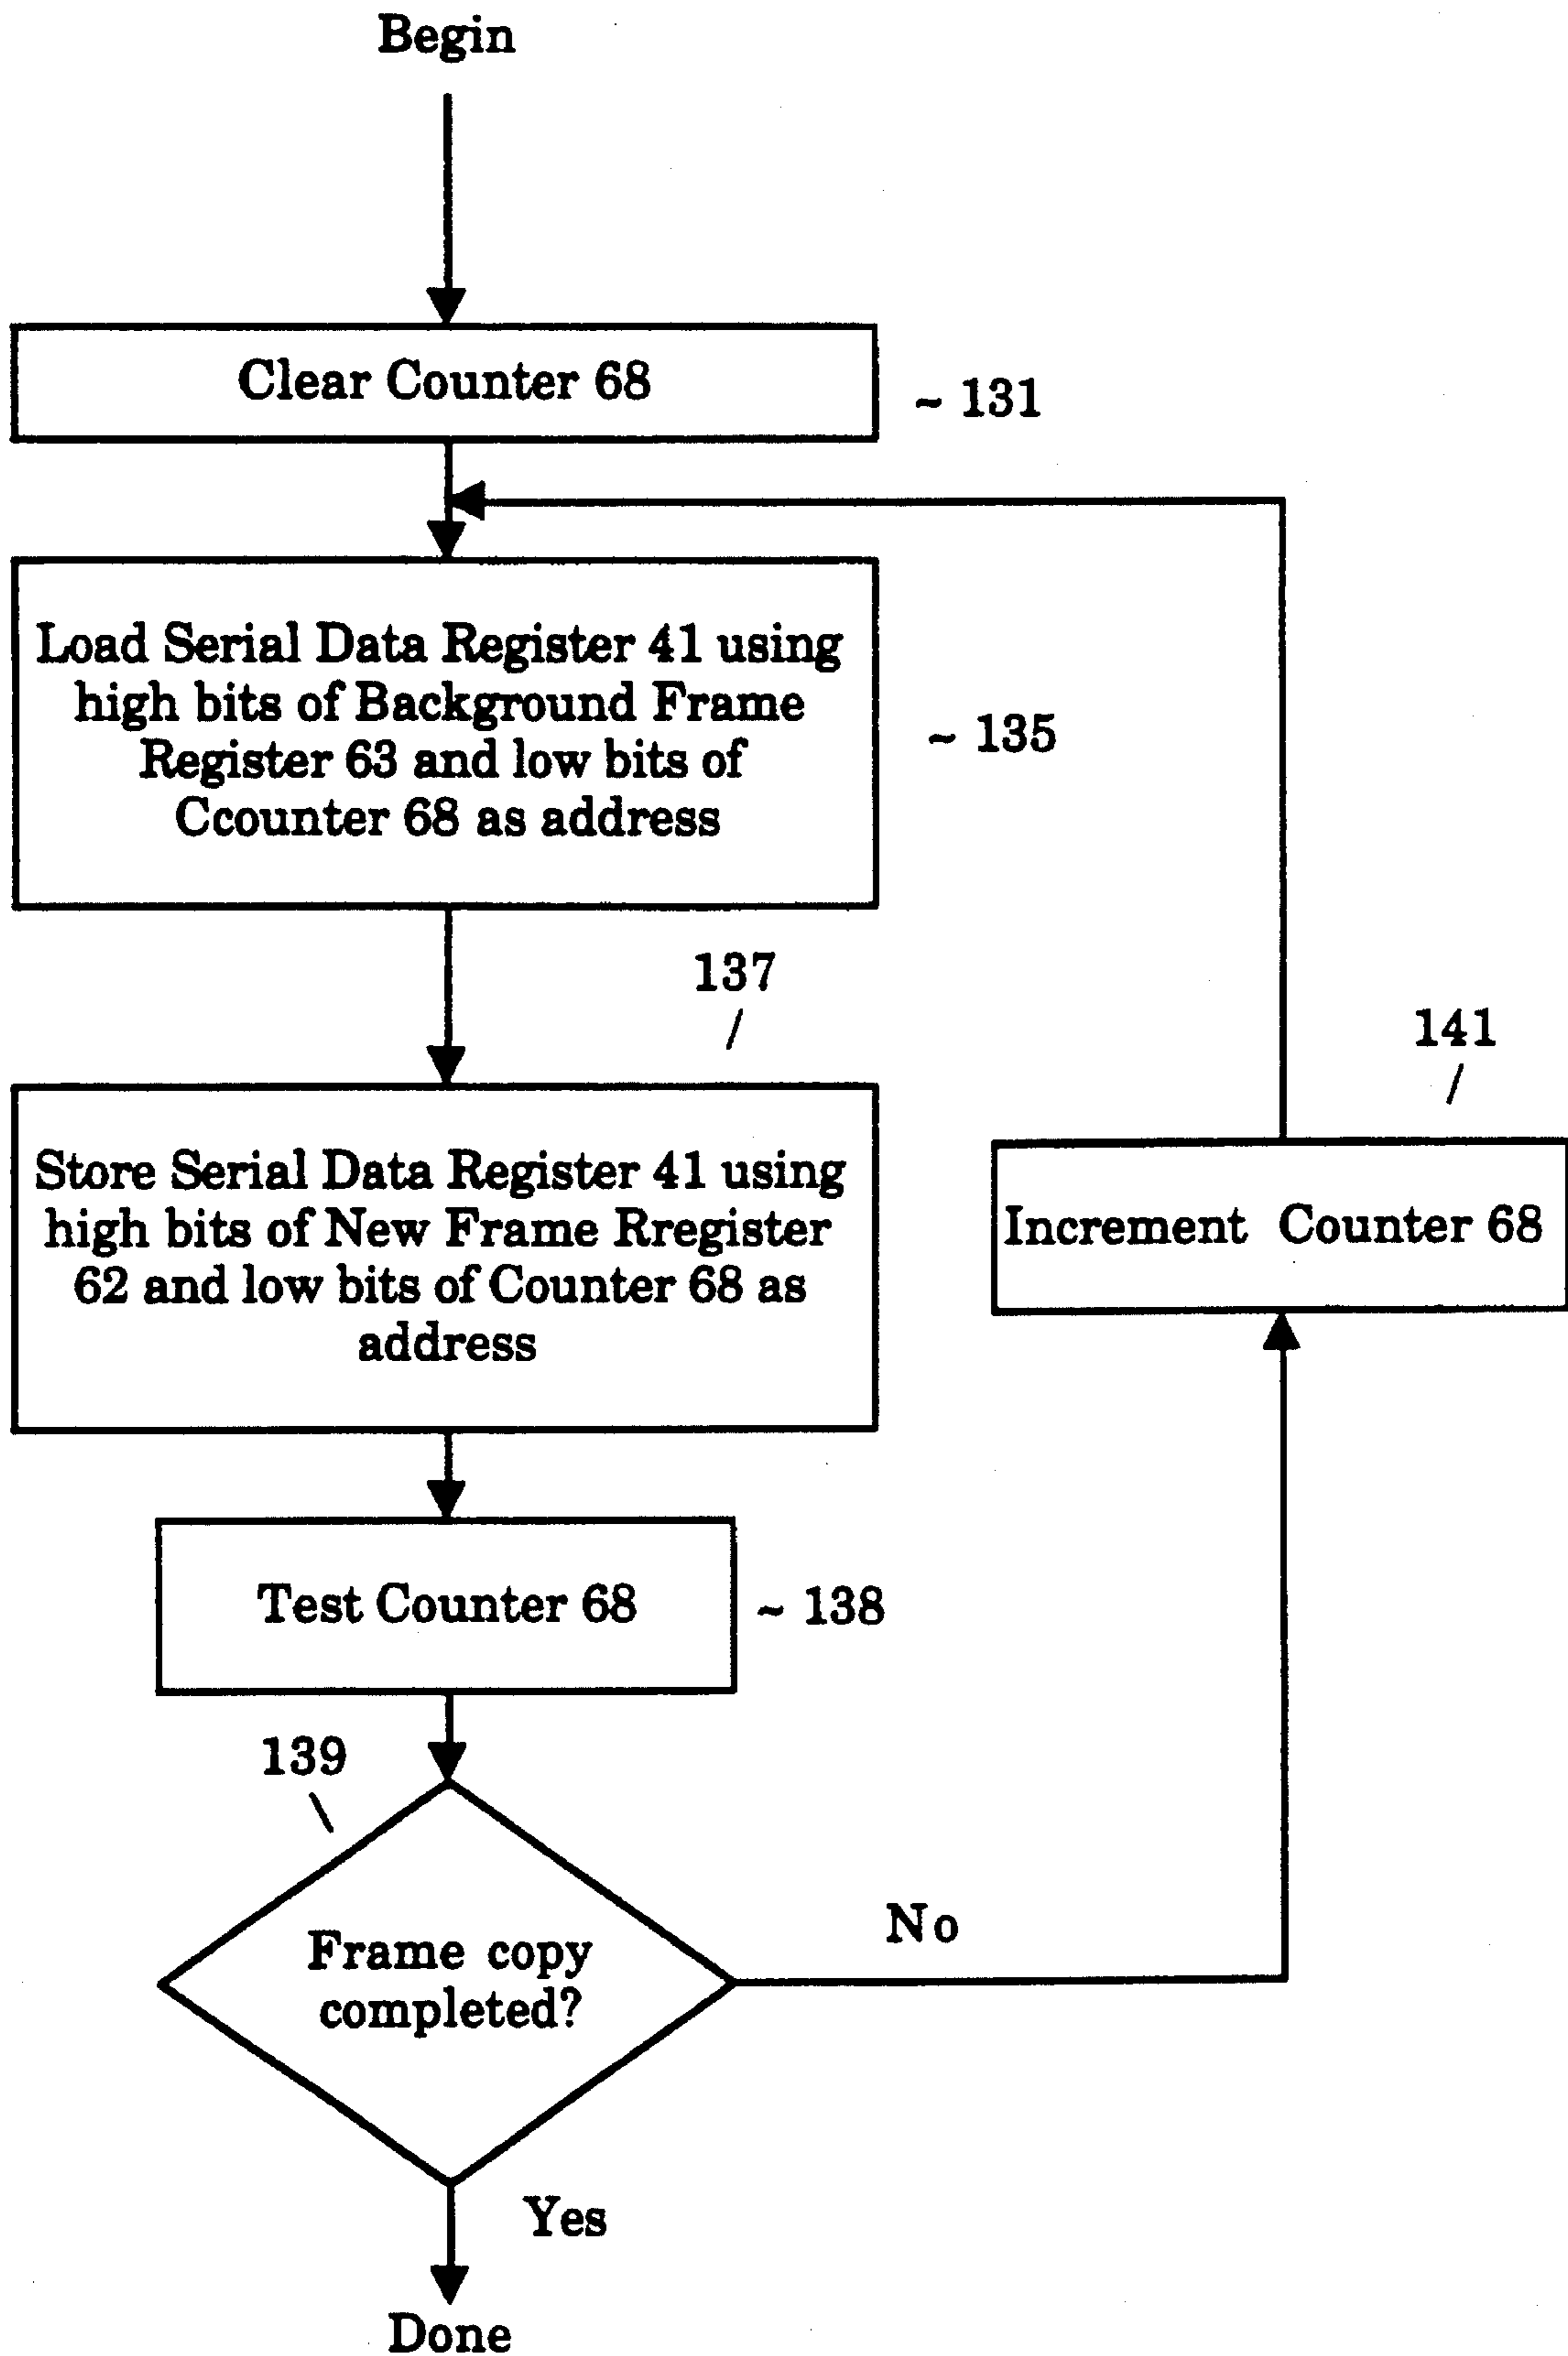 Begin
Clear Counter 68
~ 131
Load Serial Data Register 41 using
high bits of Background Frame
Register 63 and low bits of
Ccounter 68 as address
~ 135
137
Store Serial Data Register 41 using
high bits of New Frame Rregister
62 and low bits of Counter 68 as
address
141
Increment Counter 68
Test Counter 68
~ 138
139
Frame copy
completed?
No
Yes
Done